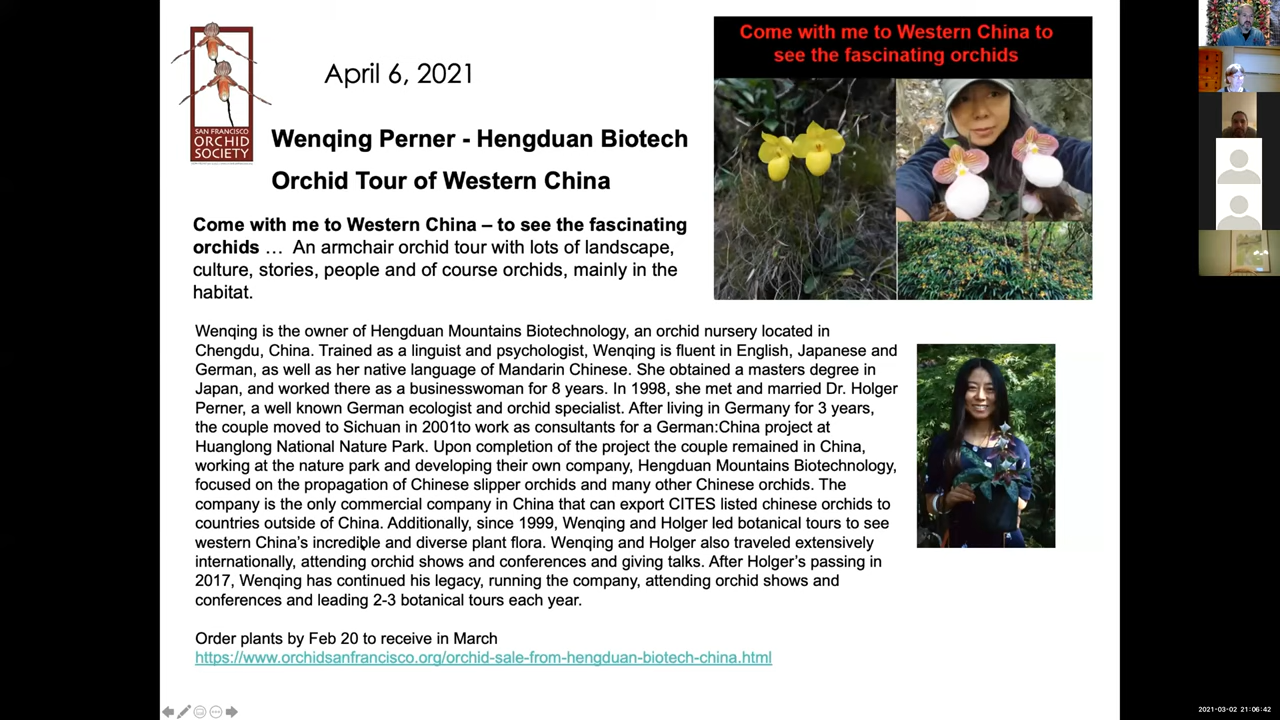 April 6, 2021
SAN FRANCISCO
ORCHID
SOCIETY
Wenqing Perner - Hengduan Biotech
Orchid Tour of Western China
Come with me to Western China to
see the fascinating orchids
Come with me to Western China – to see the fascinating
orchids … An armchair orchid tour with lots of landscape,
culture, stories, people and of course orchids, mainly in the
habitat.
Wenqing is the owner of Hengduan Mountains Biotechnology, an orchid nursery located in
Chengdu, China. Trained as a linguist and psychologist, Wenqing is fluent in English, Japanese and
German, as well as her native language of Mandarin Chinese. She obtained a masters degree in
Japan, and worked there as a businesswoman for 8 years. In 1998, she met and married Dr. Holger
Perner, a well known German ecologist and orchid specialist. After living in Germany for 3 years,
the couple moved to Sichuan in 2001to work as consultants for a German:China project at
Huanglong National Nature Park. Upon completion of the project the couple remained in China,
working at the nature park and developing their own company, Hengduan Mountains Biotechnology,
focused on the propagation of Chinese slipper orchids and many other Chinese orchids. The
company is the only commercial company in China that can export CITES listed chinese orchids to
countries outside of China. Additionally, since 1999, Wenqing and Holger led botanical tours to see
western China's incredible and diverse plant flora. Wenqing and Holger also traveled extensively
internationally, attending orchid shows and conferences and giving talks. After Holger's passing in
2017, Wenqing has continued his legacy, running the company, attending orchid shows and
conferences and leading 2-3 botanical tours each year.
Order plants by Feb 20 to receive in March
https://www.orchidsanfrancisco.org/orchid-sale-from-hengduan-biotech-china.html
2021-03-02 21:06:42